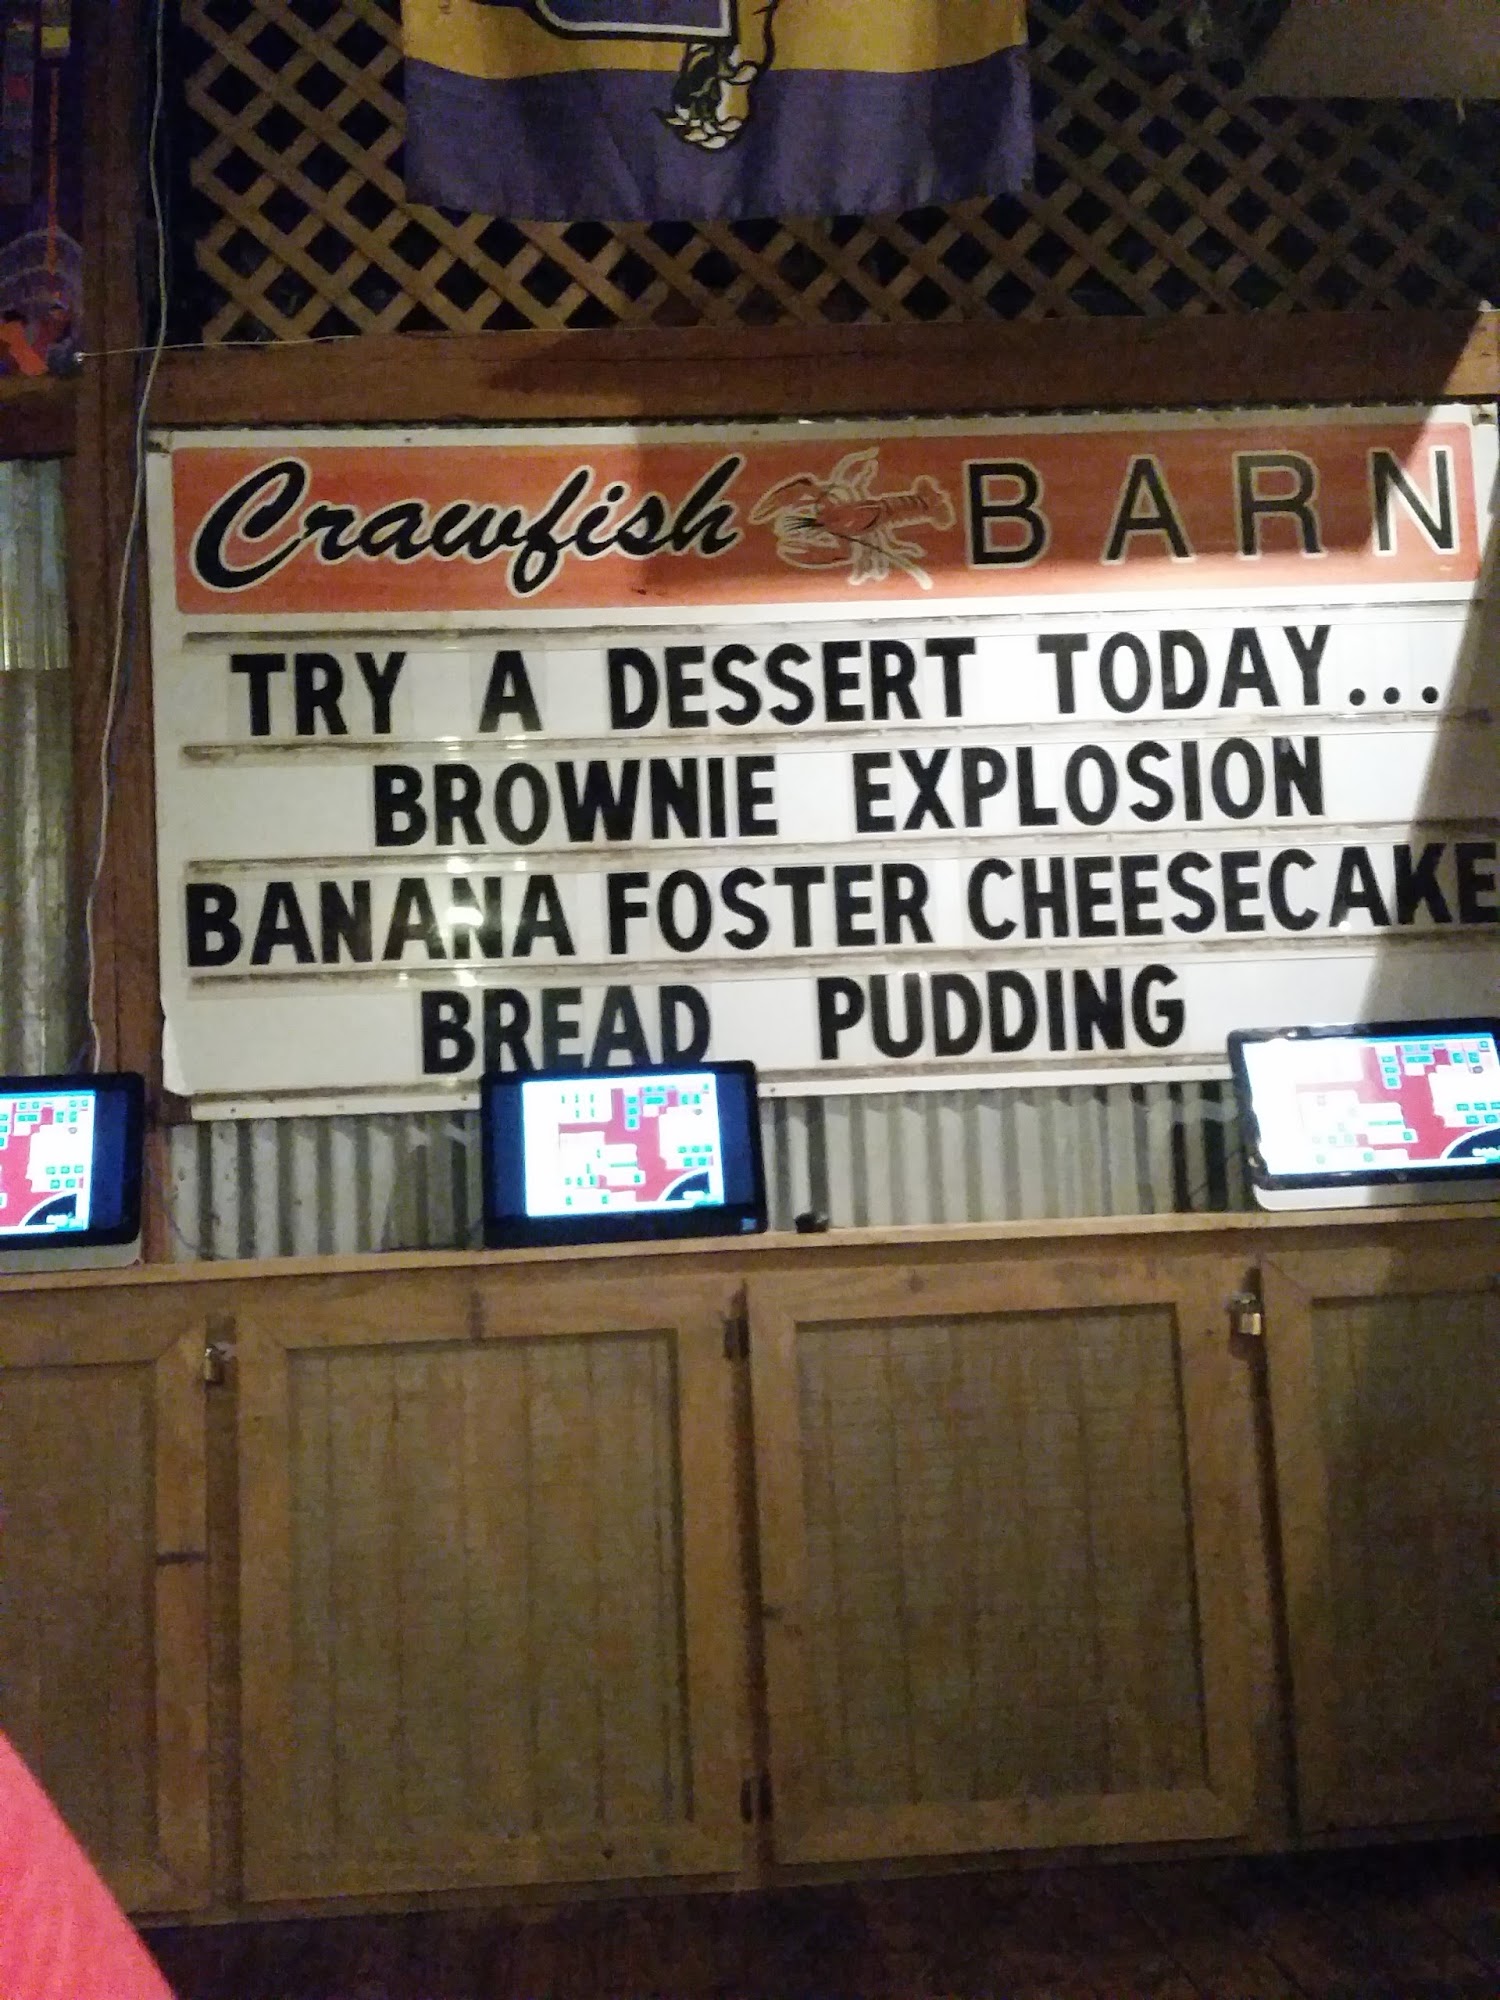 Crawfish BARN
TRY A DESSERT TODAY...
BROWNIE EXPLOSION
BANANA FOSTER CHEESECAKE
BREAD PUDDING